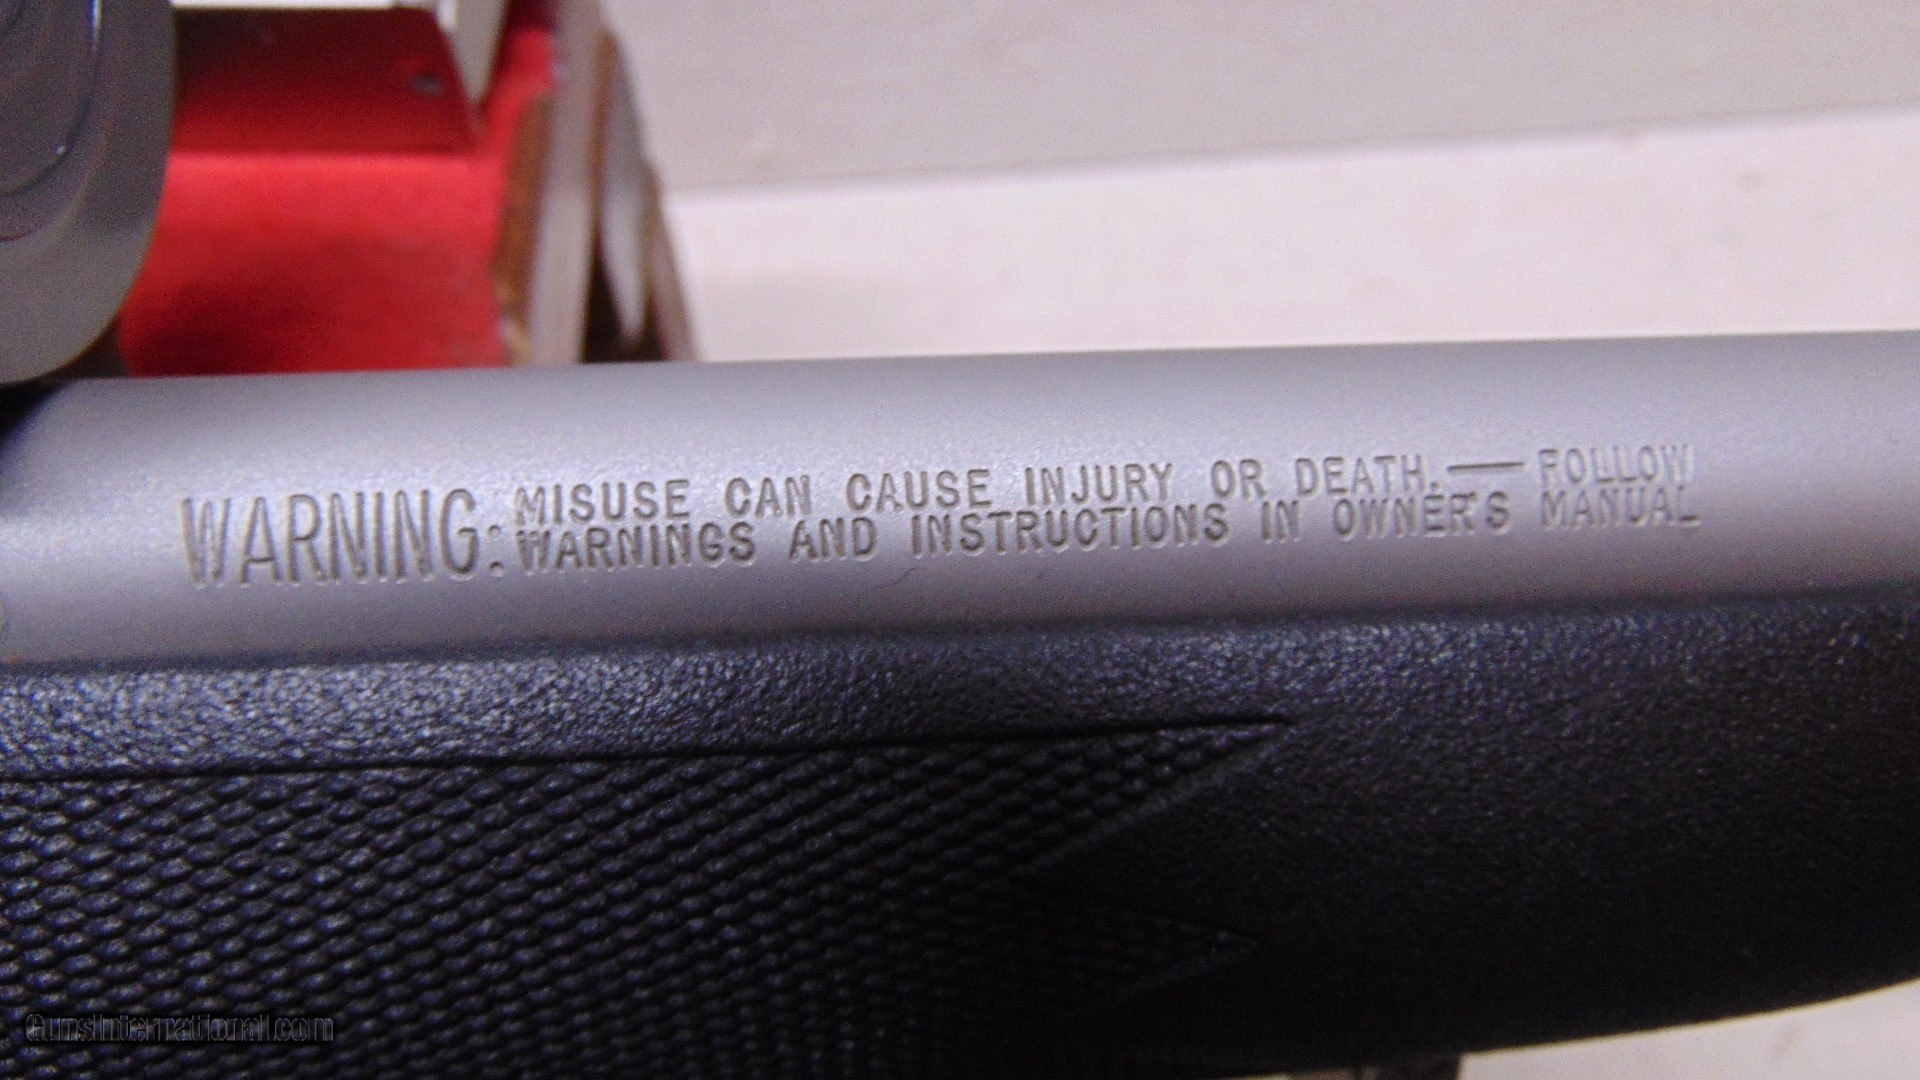 WARNING: MISUSE CAN CAUSE INJURY OR DEATH.—FOLLOW
WARNINGS AND INSTRUCTIONS IN OWNER'S MANUAL
GunsInternational.com